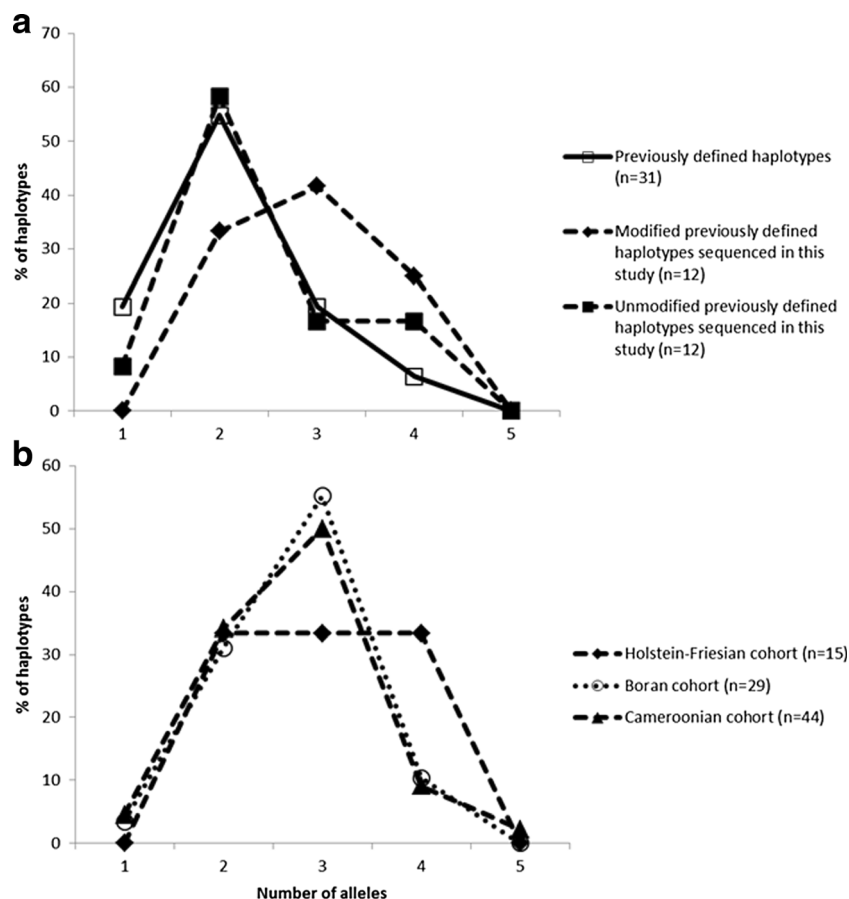 a
70
60
50
40
30
20
10
0
% of haplotypes
1 2 3 4 5
Previously defined haplotypes
(n=31)
Modified previously defined
haplotypes sequenced in this
study (n=12)
Unmodified previously defined
haplotypes sequenced in this
study (n=12)
b
60
50
40
30
20
10
0
% of haplotypes
1 2 3 4 5
Number of alleles
Holstein-Friesian cohort (n=15)
Boran cohort (n=29)
Cameroonian cohort (n=44)